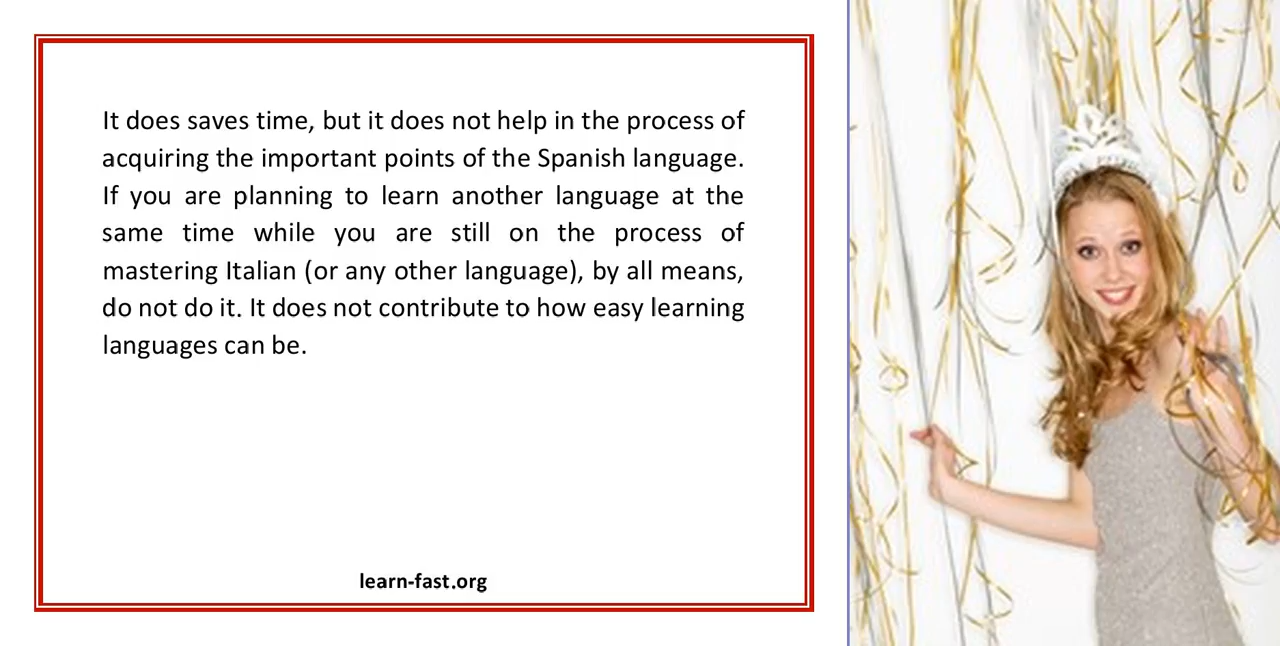 It does saves time, but it does not help in the process of
acquiring the important points of the Spanish language.
If you are planning to learn another language at the
same time while you are still on the process of
mastering Italian (or any other language), by all means,
do not do it. It does not contribute to how easy learning
languages can be.
learn-fast.org